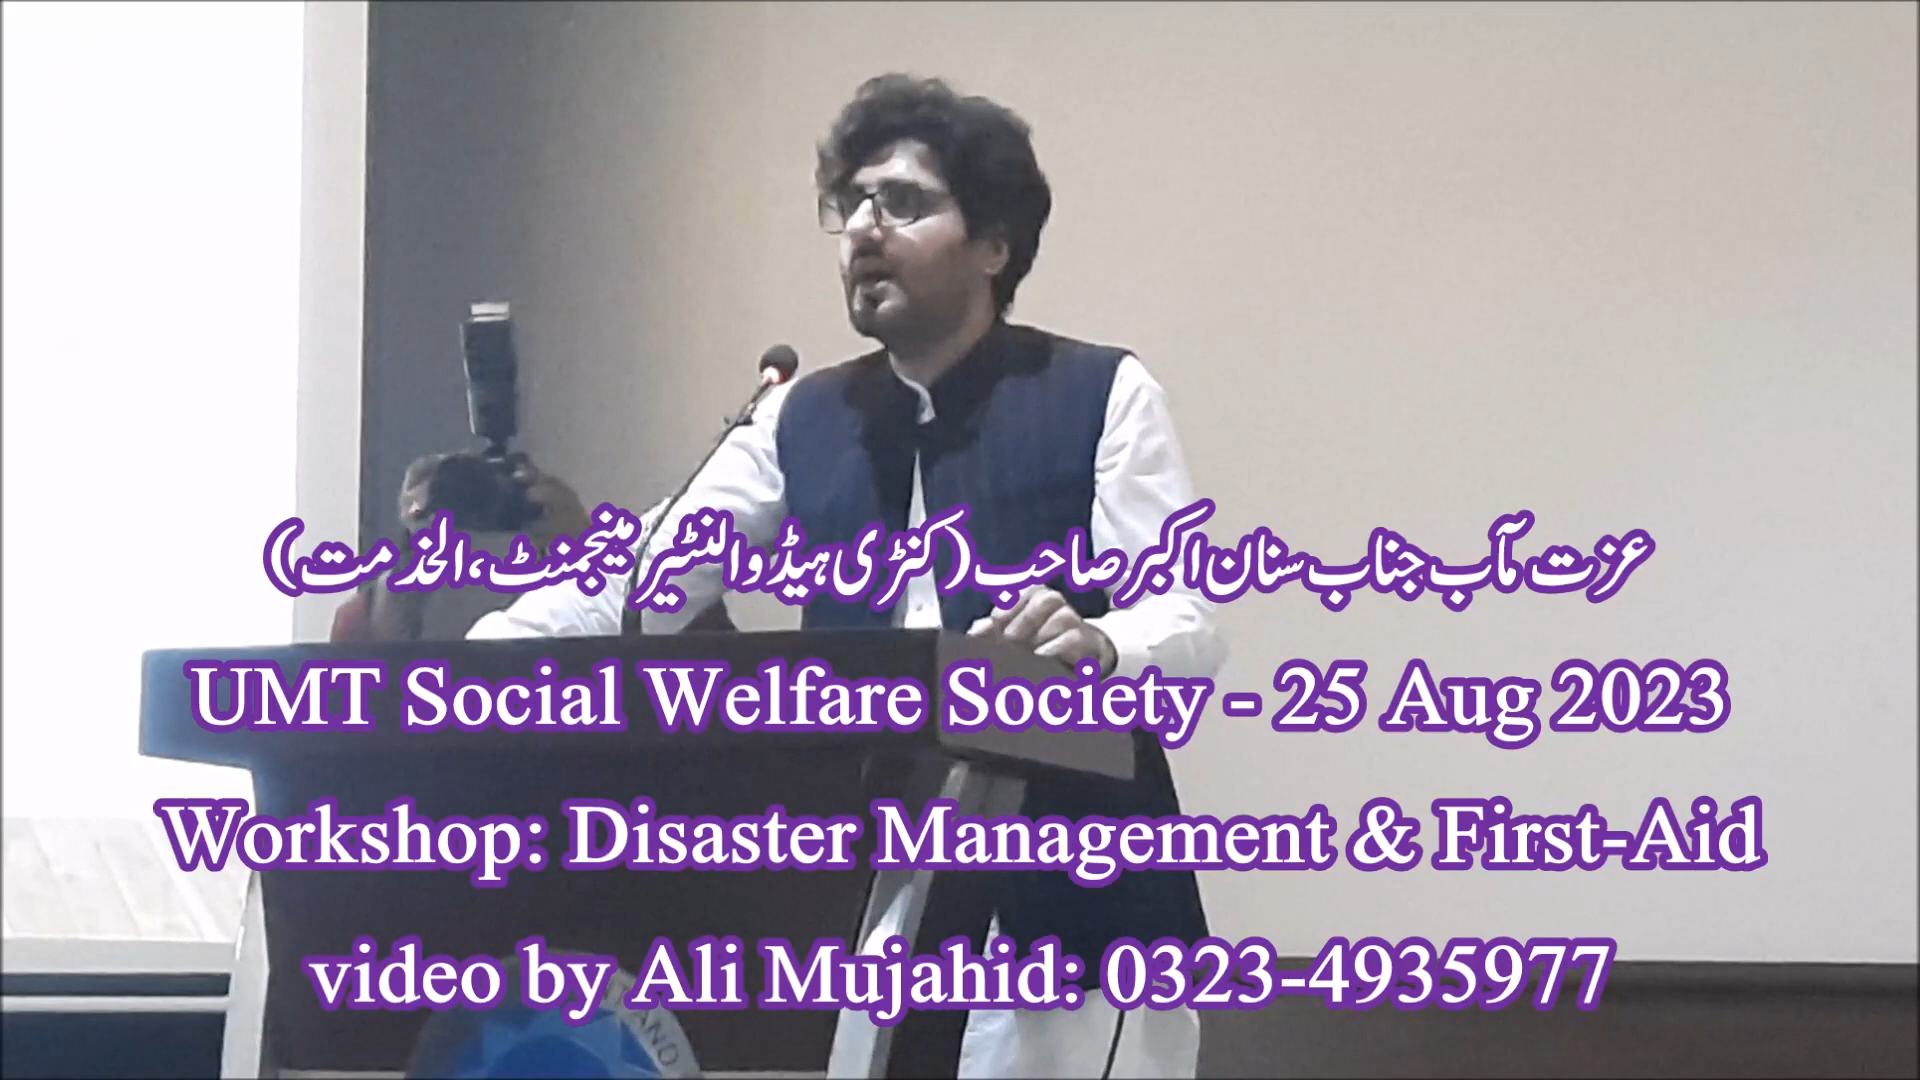 عزت مآب جناب سنان اکبر صاحب (کنٹری ہیڈ والنٹیر مینجمنٹ، الخدمت)
UMT Social Welfare Society - 25 Aug 2023
Workshop: Disaster Management & First-Aid
video by Ali Mujahid: 0323-4935977